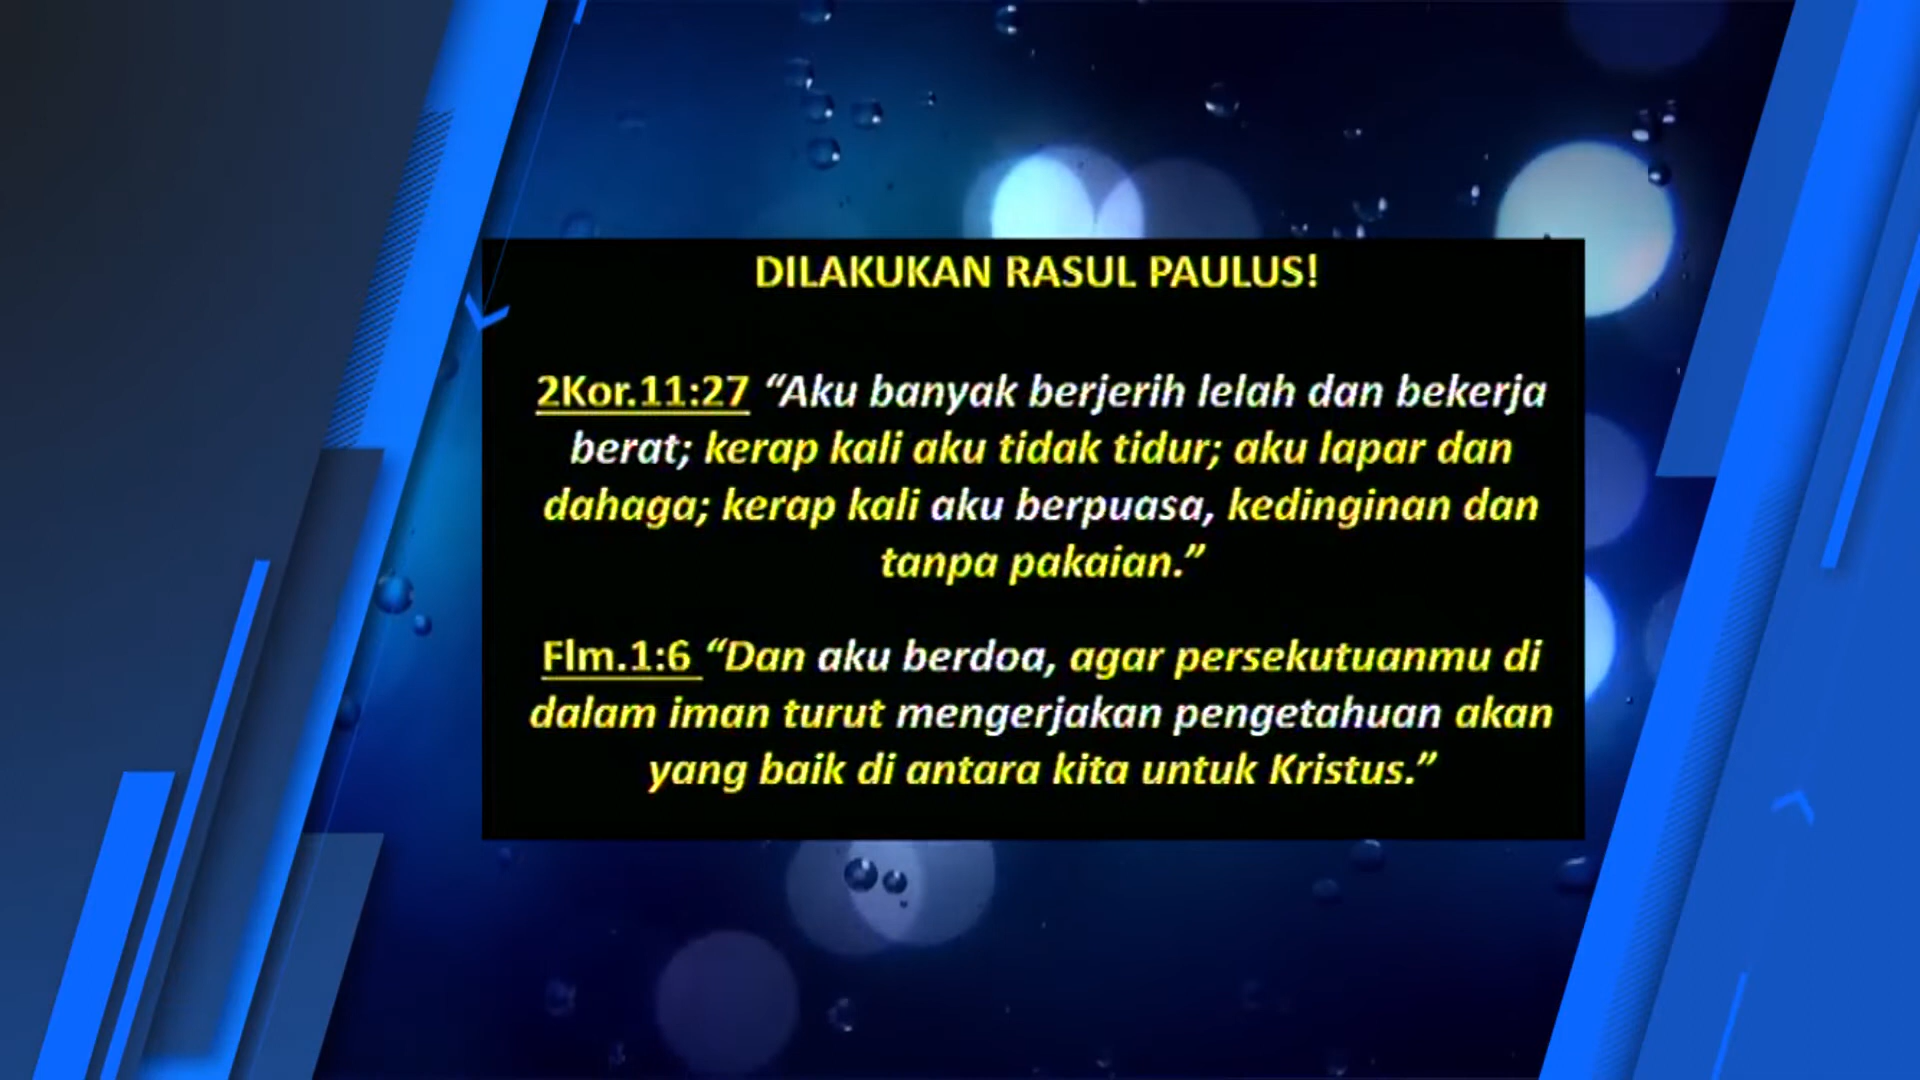 DILAKUKAN RASUL PAULUS!
2Kor.11:27 “Aku banyak berjerih lelah dan bekerja
berat; kerap kali aku tidak tidur; aku lapar dan
dahaga; kerap kali aku berpuasa, kedinginan dan
tanpa pakaian.”
Flm.1:6 “Dan aku berdoa, agar persekutuanmu di
dalam iman turut mengerjakan pengetahuan akan
yang baik di antara kita untuk Kristus.”